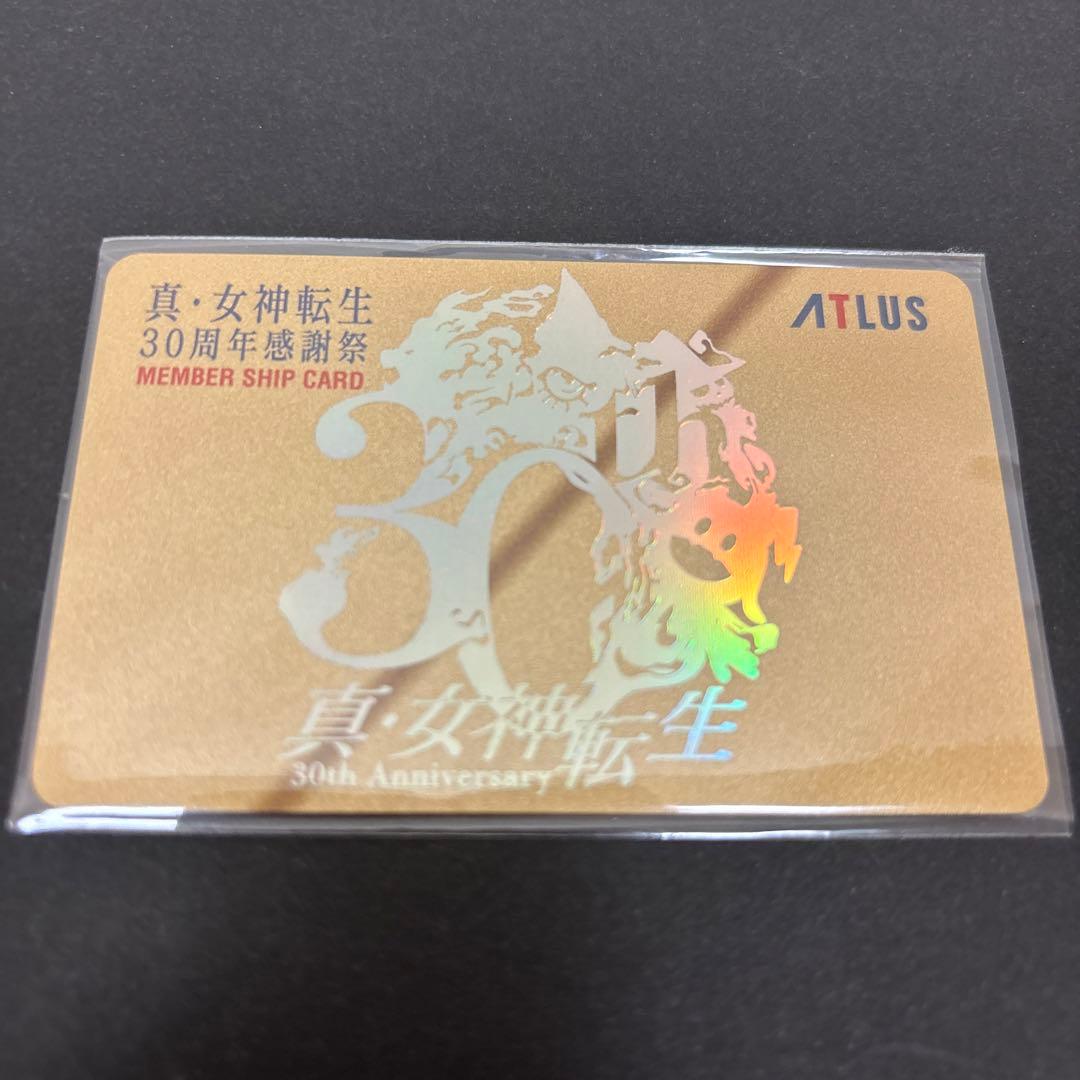 真・女神転生
30周年感謝祭
MEMBER SHIP CARD
ATLUS
30
真・女神転生
30th Anniversary